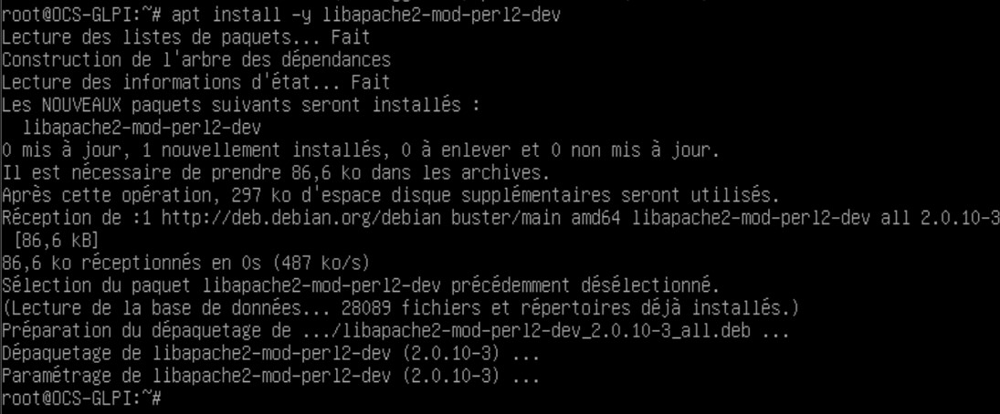 root@OCS-GLPI:~# apt install -y libapache2-mod-perl2-dev
Lecture des listes de paquets... Fait
Construction de l'arbre des dépendances
Lecture des informations d'état... Fait
Les NOUVEAUX paquets suivants seront installés :
  libapache2-mod-perl2-dev
0 mis à jour, 1 nouvellement installés, 0 à enlever et 0 non mis à jour.
Il est nécessaire de prendre 86,6 ko dans les archives.
Après cette opération, 297 ko d'espace disque supplémentaires seront utilisés.
Réception de :1 http://deb.debian.org/debian buster/main amd64 libapache2-mod-perl2-dev all 2.0.10-3
 [86,6 kB]
86,6 ko réceptionnés en 0s (487 ko/s)
Sélection du paquet libapache2-mod-perl2-dev précédemment désélectionné.
(Lecture de la base de données... 28089 fichiers et répertoires déjà installés.)
Préparation du dépaquetage de .../libapache2-mod-perl2-dev_2.0.10-3_all.deb ...
Dépaquetage de libapache2-mod-perl2-dev (2.0.10-3) ...
Paramétrage de libapache2-mod-perl2-dev (2.0.10-3) ...
root@OCS-GLPI:~#